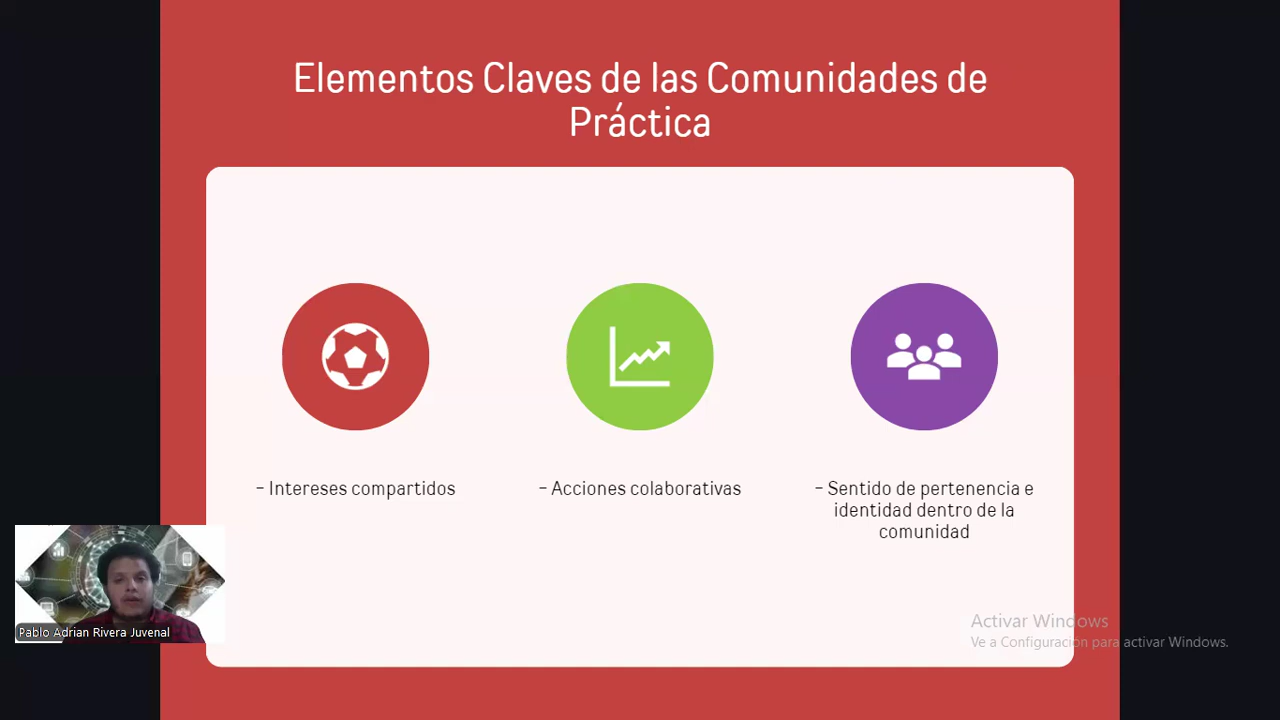 Elementos Claves de las Comunidades de
Práctica
- Intereses compartidos
- Acciones colaborativas
- Sentido de pertenencia e
identidad dentro de la
comunidad
Pablo Adrian Rivera Juvenal
Activar Windows
Ve a Configuración para activar Windows.